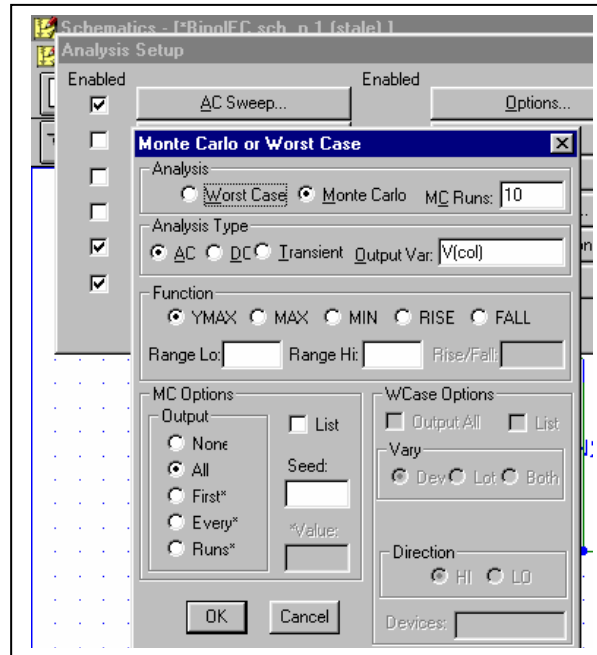 Schematics - [*BipolEC.sch p.1 (stale) ]
Analysis Setup
Enabled
Enabled
AC Sweep...
Options...
Monte Carlo or Worst Case
Analysis
Worst Case
Monte Carlo
MC Runs:
10
Analysis Type
AC
DC
Transient
Output Var:
V(col)
Function
YMAX
MAX
MIN
RISE
FALL
Range Lo:
Range Hi:
Rise/Fall:
MC Options
Output
None
All
First*
Every*
Runs*
List
Seed:
*Value:
WCase Options
Output All
List
Vary
Dev
Lot
Both
Direction
HI
LO
Devices:
OK
Cancel